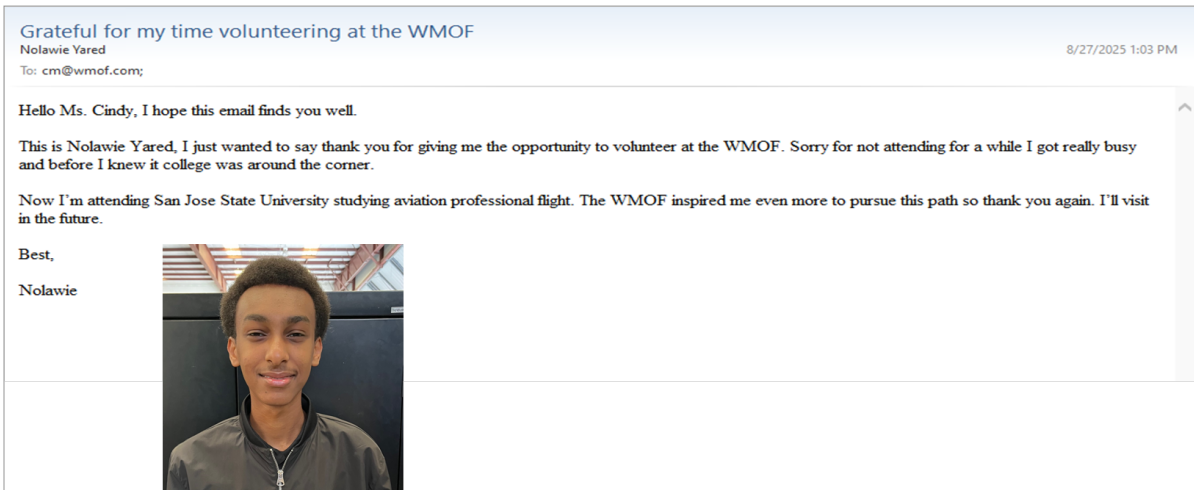 Grateful for my time volunteering at the WMOF
Nolawie Yared
8/27/2025 1:03 PM
To: cm@wmof.com;
Hello Ms. Cindy, I hope this email finds you well.
This is Nolawie Yared, I just wanted to say thank you for giving me the opportunity to volunteer at the WMOF. Sorry for not attending for a while I got really busy
and before I knew it college was around the corner.
Now I’m attending San Jose State University studying aviation professional flight. The WMOF inspired me even more to pursue this path so thank you again. I’ll visit
in the future.
Best,
Nolawie